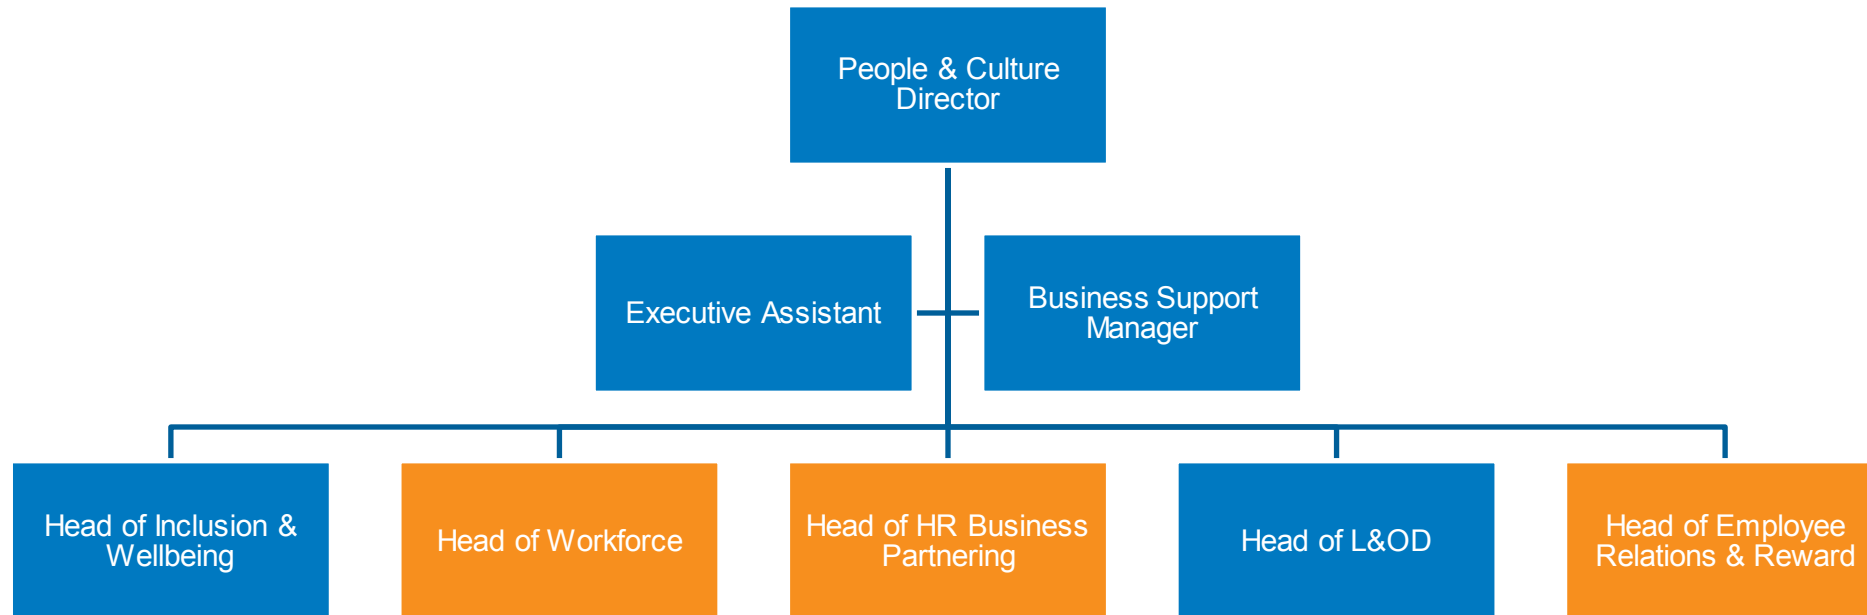 People & Culture
Director
Executive Assistant
Business Support
Manager
Head of Inclusion &
Wellbeing
Head of Workforce
Head of HR Business
Partnering
Head of L&OD
Head of Employee
Relations & Reward